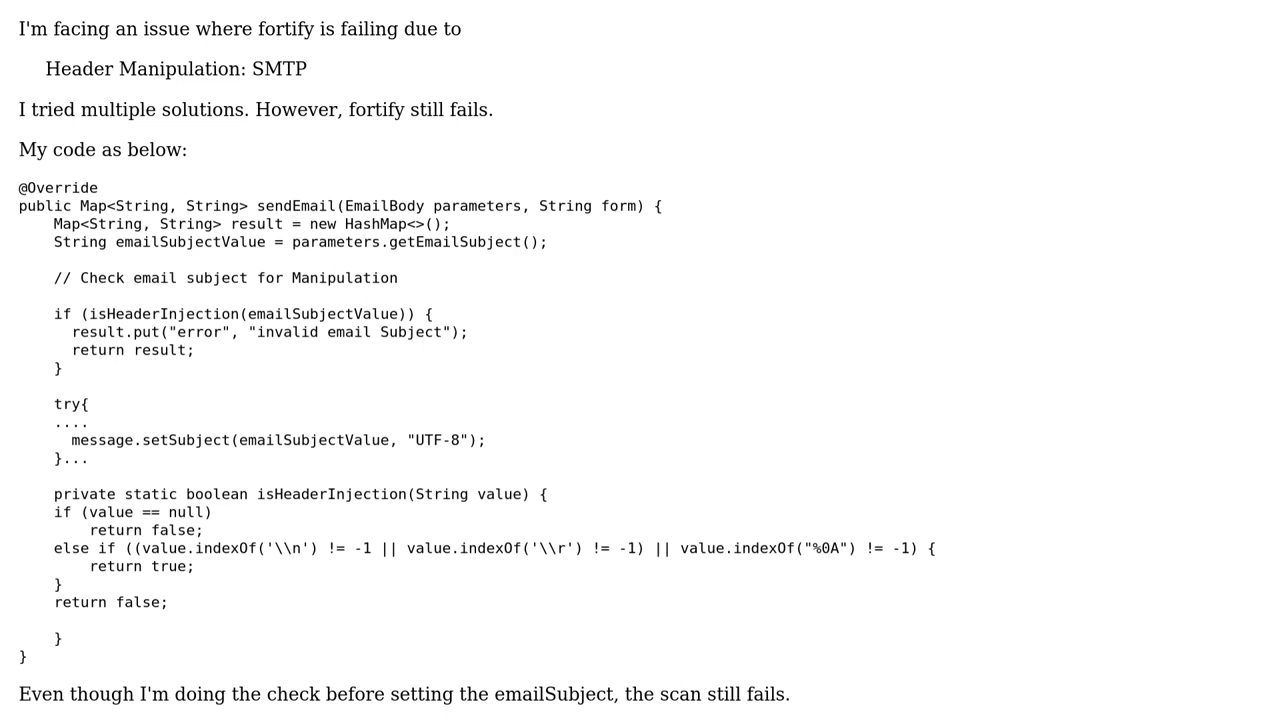 I'm facing an issue where fortify is failing due to
Header Manipulation: SMTP
I tried multiple solutions. However, fortify still fails.
My code as below:
@Override
public Map<String, String> sendEmail(EmailBody parameters, String form) {
    Map<String, String> result = new HashMap<>();
    String emailSubjectValue = parameters.getEmailSubject();

    // Check email subject for Manipulation

    if (isHeaderInjection(emailSubjectValue)) {
      result.put("error", "invalid email Subject");
      return result;
    }

    try{
    ....
      message.setSubject(emailSubjectValue, "UTF-8");
    }...

    private static boolean isHeaderInjection(String value) {
    if (value == null)
        return false;
    else if ((value.indexOf('\\n') != -1 || value.indexOf('\\r') != -1) || value.indexOf("%0A") != -1) {
        return true;
    }
    return false;

    }
}
Even though I'm doing the check before setting the emailSubject, the scan still fails.